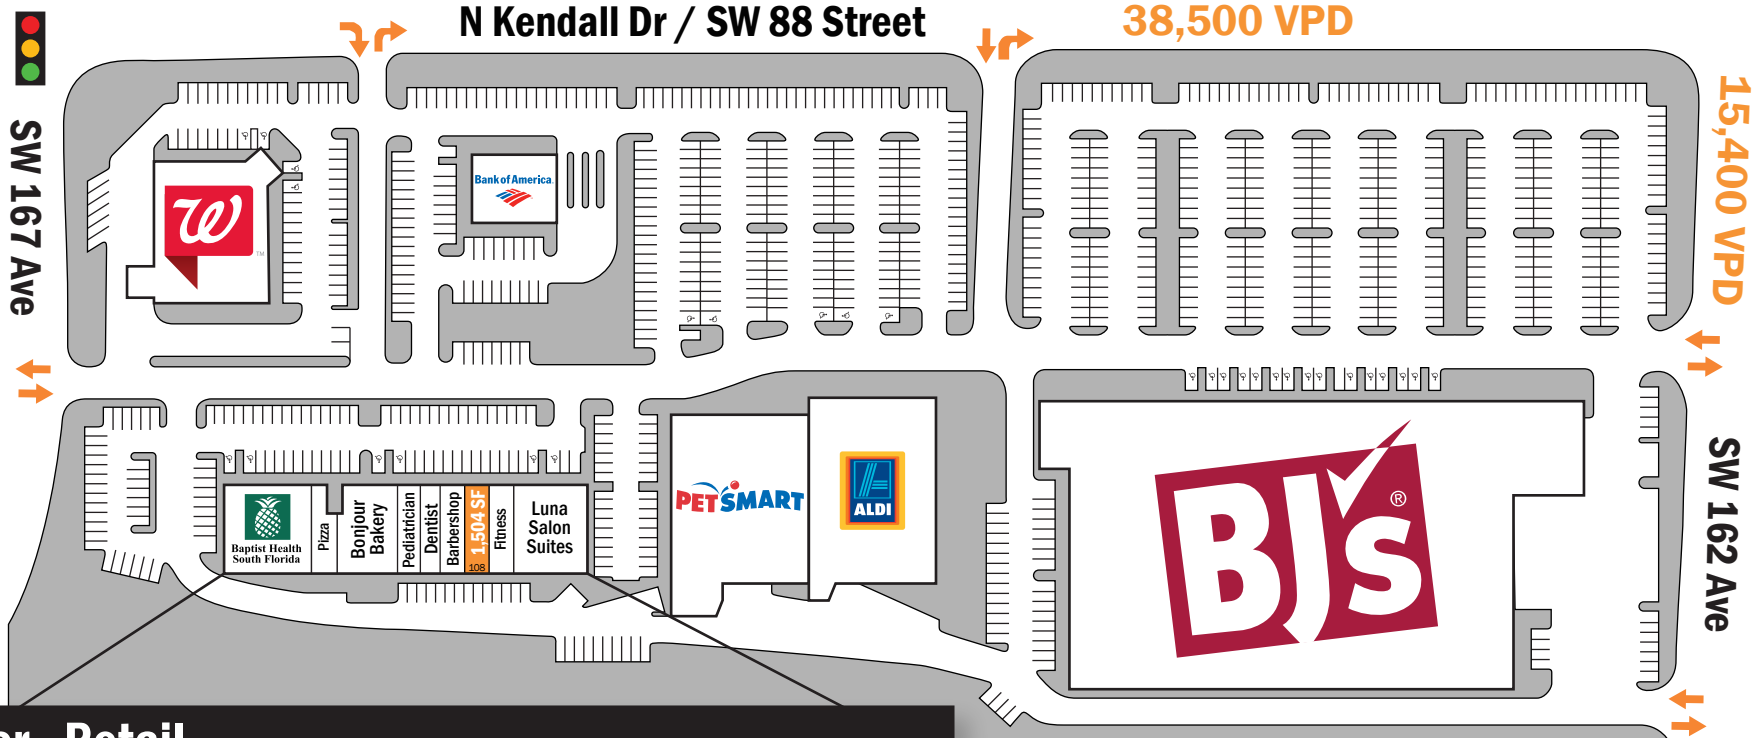 N Kendall Dr / SW 88 Street
38,500 VPD
SW 167 Ave
15,400 VPD
Bank of America
TM
PETSMART
ALDI
BJ's
®
Baptist Health
South Florida
Pizza
Bonjour
Bakery
Pediatrician
Dentist
Barbershop
1,504 SF
108
Fitness
Luna
Salon
Suites
SW 162 Ave
Retail